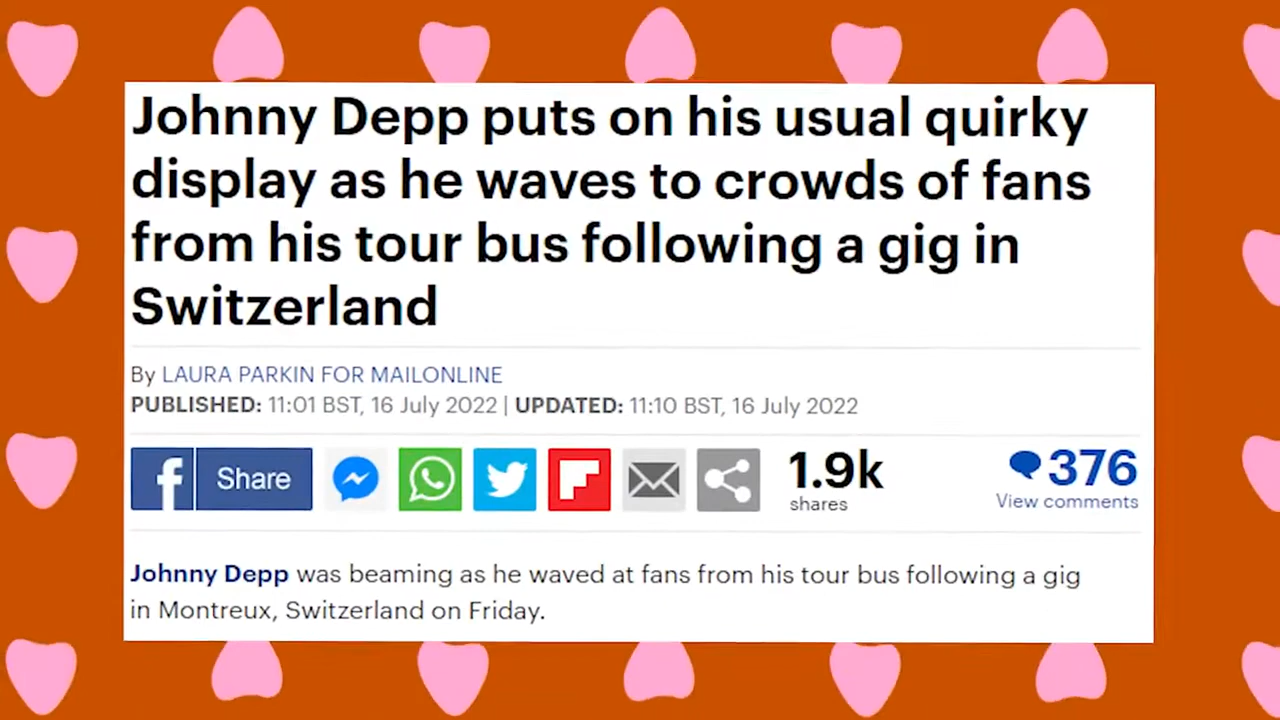 Johnny Depp puts on his usual quirky
display as he waves to crowds of fans
from his tour bus following a gig in
Switzerland
By LAURA PARKIN FOR MAILONLINE
PUBLISHED: 11:01 BST, 16 July 2022 | UPDATED: 11:10 BST, 16 July 2022
f Share 1.9k 376
shares View comments
Johnny Depp was beaming as he waved at fans from his tour bus following a gig
in Montreux, Switzerland on Friday.